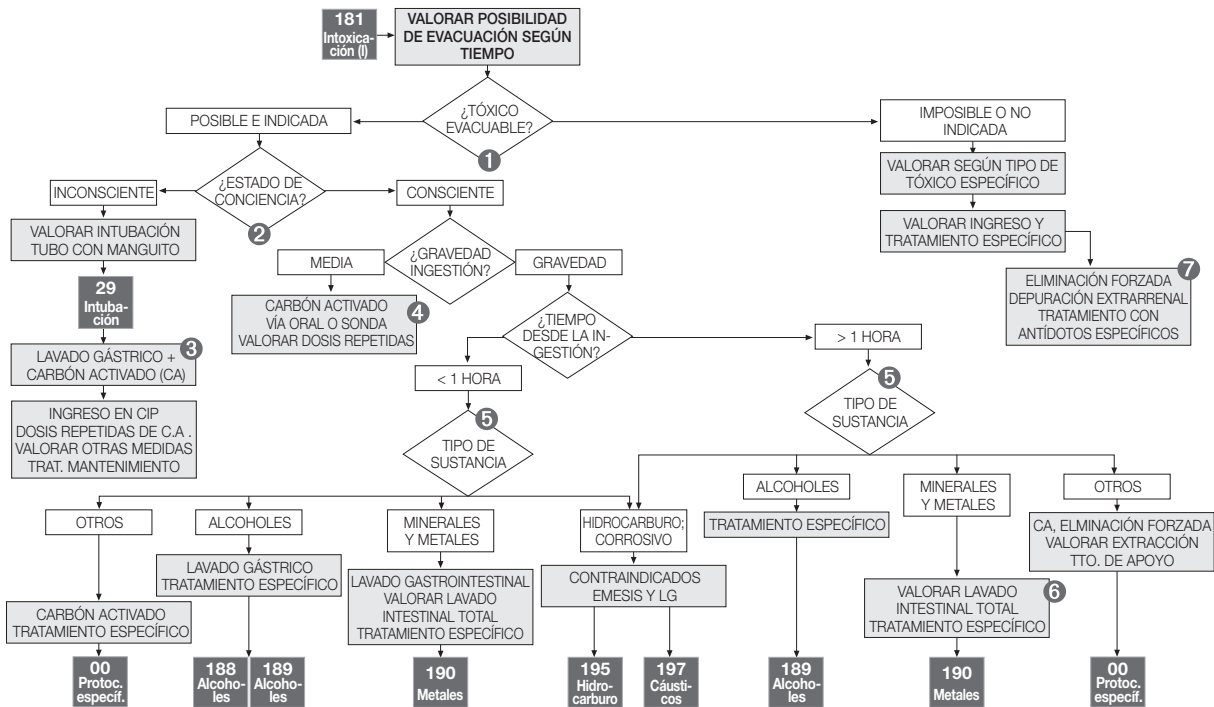 181
Intoxica-
ción (I)
VALORAR POSIBILIDAD
DE EVACUACIÓN SEGÚN
TIEMPO
¿TÓXICO
EVACUABLE?
1
POSIBLE E INDICADA
IMPOSIBLE O NO
INDICADA
VALORAR SEGÚN TIPO DE
TÓXICO ESPECÍFICO
VALORAR INGRESO Y
TRATAMIENTO ESPECÍFICO
7
ELIMINACIÓN FORZADA
DEPURACIÓN EXTRARRENAL
TRATAMIENTO CON
ANTÍDOTOS ESPECÍFICOS
¿ESTADO DE
CONCIENCIA?
2
INCONSCIENTE
CONSCIENTE
VALORAR INTUBACIÓN
TUBO CON MANGUITO
29
Intuba-
ción
3
LAVADO GÁSTRICO +
CARBÓN ACTIVADO (CA)
INGRESO EN CIP
DOSIS REPETIDAS DE C.A .
VALORAR OTRAS MEDIDAS
TRAT. MANTENIMIENTO
¿GRAVEDAD
INGESTIÓN?
MEDIA
GRAVEDAD
CARBÓN ACTIVADO
VÍA ORAL O SONDA
VALORAR DOSIS REPETIDAS
4
¿TIEMPO
DESDE LA IN-
GESTIÓN?
< 1 HORA
> 1 HORA
5
TIPO DE
SUSTANCIA
5
TIPO DE
SUSTANCIA
OTROS
CARBÓN ACTIVADO
TRATAMIENTO ESPECÍFICO
00
Protoc.
específ.
ALCOHOLES
LAVADO GÁSTRICO
TRATAMIENTO ESPECÍFICO
188
Alcoho-
les
189
Alcoho-
les
MINERALES
Y METALES
LAVADO GASTROINTESTINAL
VALORAR LAVADO
INTESTINAL TOTAL
TRATAMIENTO ESPECÍFICO
190
Metales
HIDROCARBURO;
CORROSIVO
CONTRAINDICADOS
EMESIS Y LG
195
Hidro-
carburo
197
Cáusti-
cos
ALCOHOLES
TRATAMIENTO ESPECÍFICO
189
Alcoho-
les
MINERALES
Y METALES
VALORAR LAVADO
INTESTINAL TOTAL
TRATAMIENTO ESPECÍFICO
6
190
Metales
OTROS
CA, ELMINACIÓN FORZADA
VALORAR EXTRACCIÓN
TTO. DE APOYO
00
Protoc.
específ.